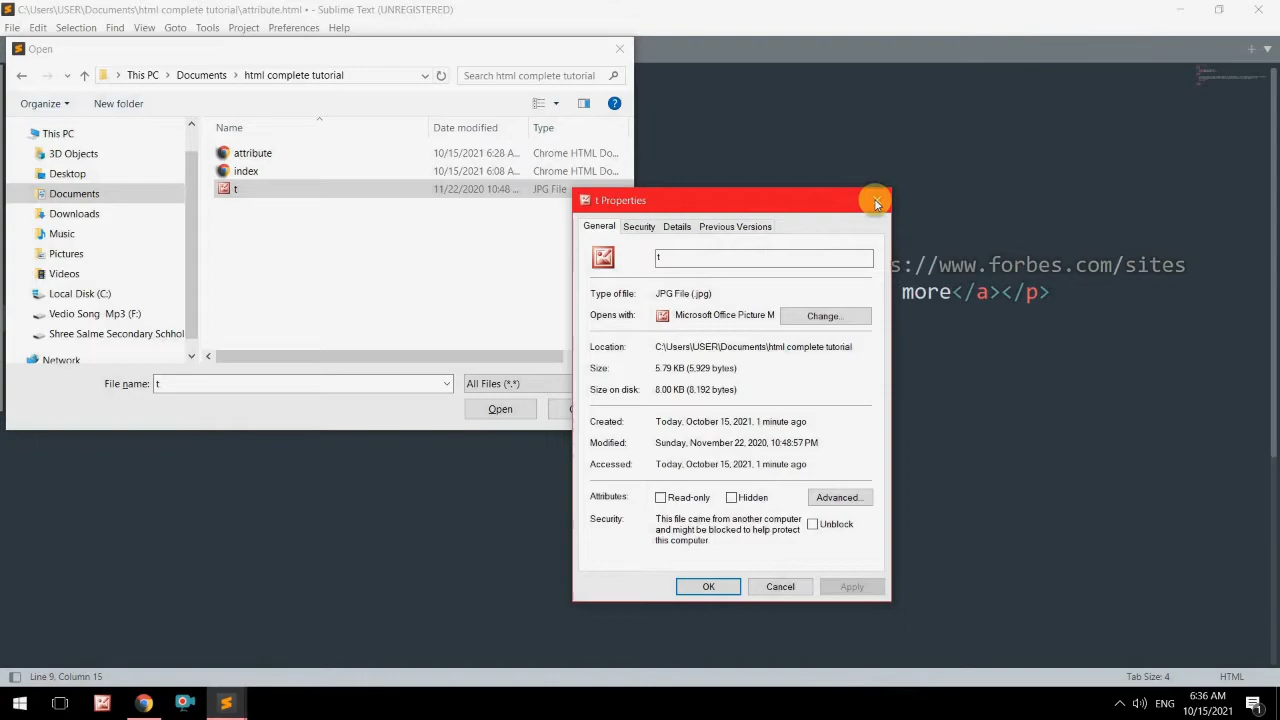 C:\Users\USER\Documents\html complete tutorial\attribute.html • - Sublime Text (UNREGISTERED)
File Edit Selection Find View Goto Tools Project Preferences Help
Open
This PC Documents html complete tutorial Search html complete tutorial
Organize New folder
This PC
3D Objects
Desktop
Documents
Downloads
Music
Pictures
Videos
Local Disk (C:)
Vedio Song Mp3 (F:)
Shree Salme Secondary Schhol
Network
Name Date modified Type
attribute 10/15/2021 6:28 A... Chrome HTML Do...
index 10/15/2021 6:08 A... Chrome HTML Do...
t 11/22/2020 10:48 ... JPG File
File name: t All Files (*.*)
Open
t Properties
General Security Details Previous Versions
t
Type of file: JPG File (.jpg)
Opens with: Microsoft Office Picture M Change...
Location: C:\Users\USER\Documents\html complete tutorial
Size: 5.79 KB (5,929 bytes)
Size on disk: 8.00 KB (8,192 bytes)
Created: Today, October 15, 2021, 1 minute ago
Modified: Sunday, November 22, 2020, 10:48:57 PM
Accessed: Today, October 15, 2021, 1 minute ago
Attributes: Read-only Hidden Advanced...
Security: This file came from another computer and might be blocked to help protect this computer. Unblock
OK Cancel Apply
s://www.forbes.com/sites
more</a></p>
Line 9, Column 15 Tab Size: 4 HTML
ENG 6:36 AM
10/15/2021
1